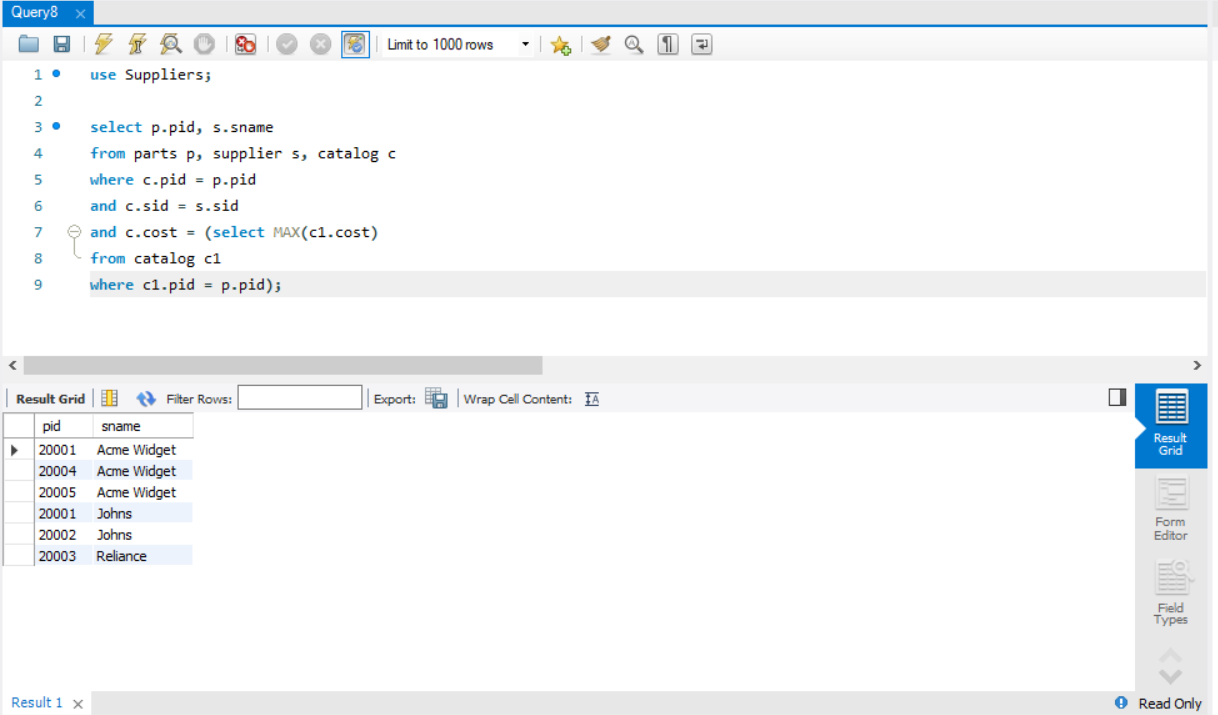 Query8
Limit to 1000 rows
1 use Suppliers;
2
3 select p.pid, s.sname
4 from parts p, supplier s, catalog c
5 where c.pid = p.pid
6 and c.sid = s.sid
7 and c.cost = (select MAX(c1.cost)
8 from catalog c1
9 where c1.pid = p.pid);
Result Grid Filter Rows: Export: Wrap Cell Content: IA
pid sname
20001 Acme Widget
20004 Acme Widget
20005 Acme Widget
20001 Johns
20002 Johns
20003 Reliance
Result
Grid
Form
Editor
Field
Types
Result 1
Read Only